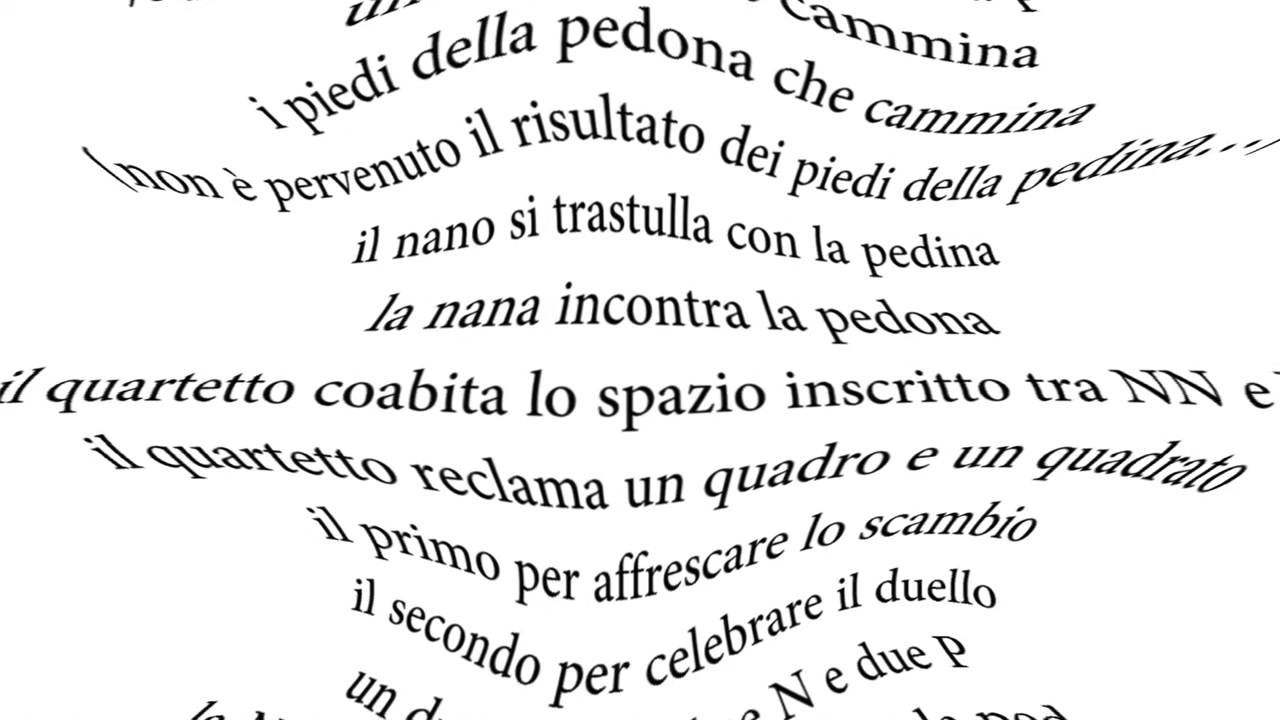 cammina
i piedi della pedona che cammina
(non è pervenuto il risultato dei piedi della pedina...)
il nano si trastulla con la pedina
la nana incontra la pedona
il quartetto coabita lo spazio inscritto tra NN e
il quartetto reclama un quadro e un quadrato
il primo per affrescare lo scambio
il secondo per celebrare il duello
un N e due P